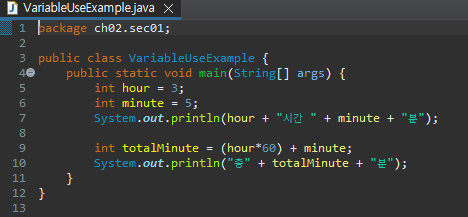 VariableUseExample.java
1 package ch02.sec01;
2
3 public class VariableUseExample {
4 public static void main(String[] args) {
5 int hour = 3;
6 int minute = 5;
7 System.out.println(hour + "시간 " + minute + "분");
8
9 int totalMinute = (hour*60) + minute;
10 System.out.println("총" + totalMinute + "분");
11 }
12 }
13